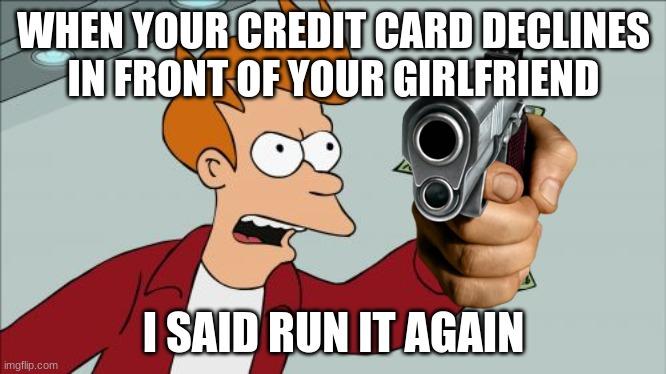 WHEN YOUR CREDIT CARD DECLINES
IN FRONT OF YOUR GIRLFRIEND
I SAID RUN IT AGAIN
imgflip.com